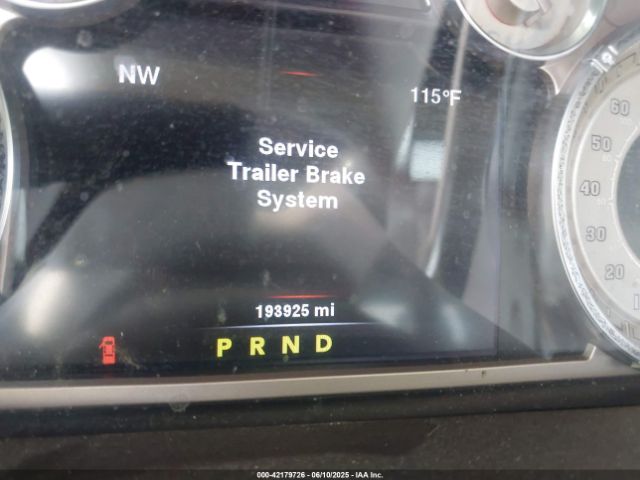 NW
115°F
Service
Trailer Brake
System
193925 mi
P R N D
60
50
40
30
20
000-42179726 - 06/10/2025 - IAA Inc.